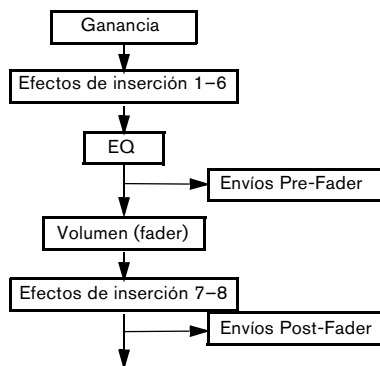 Ganancia
Efectos de inserción 1–6
EQ
Envíos Pre-Fader
Volumen (fader)
Efectos de inserción 7–8
Envíos Post-Fader